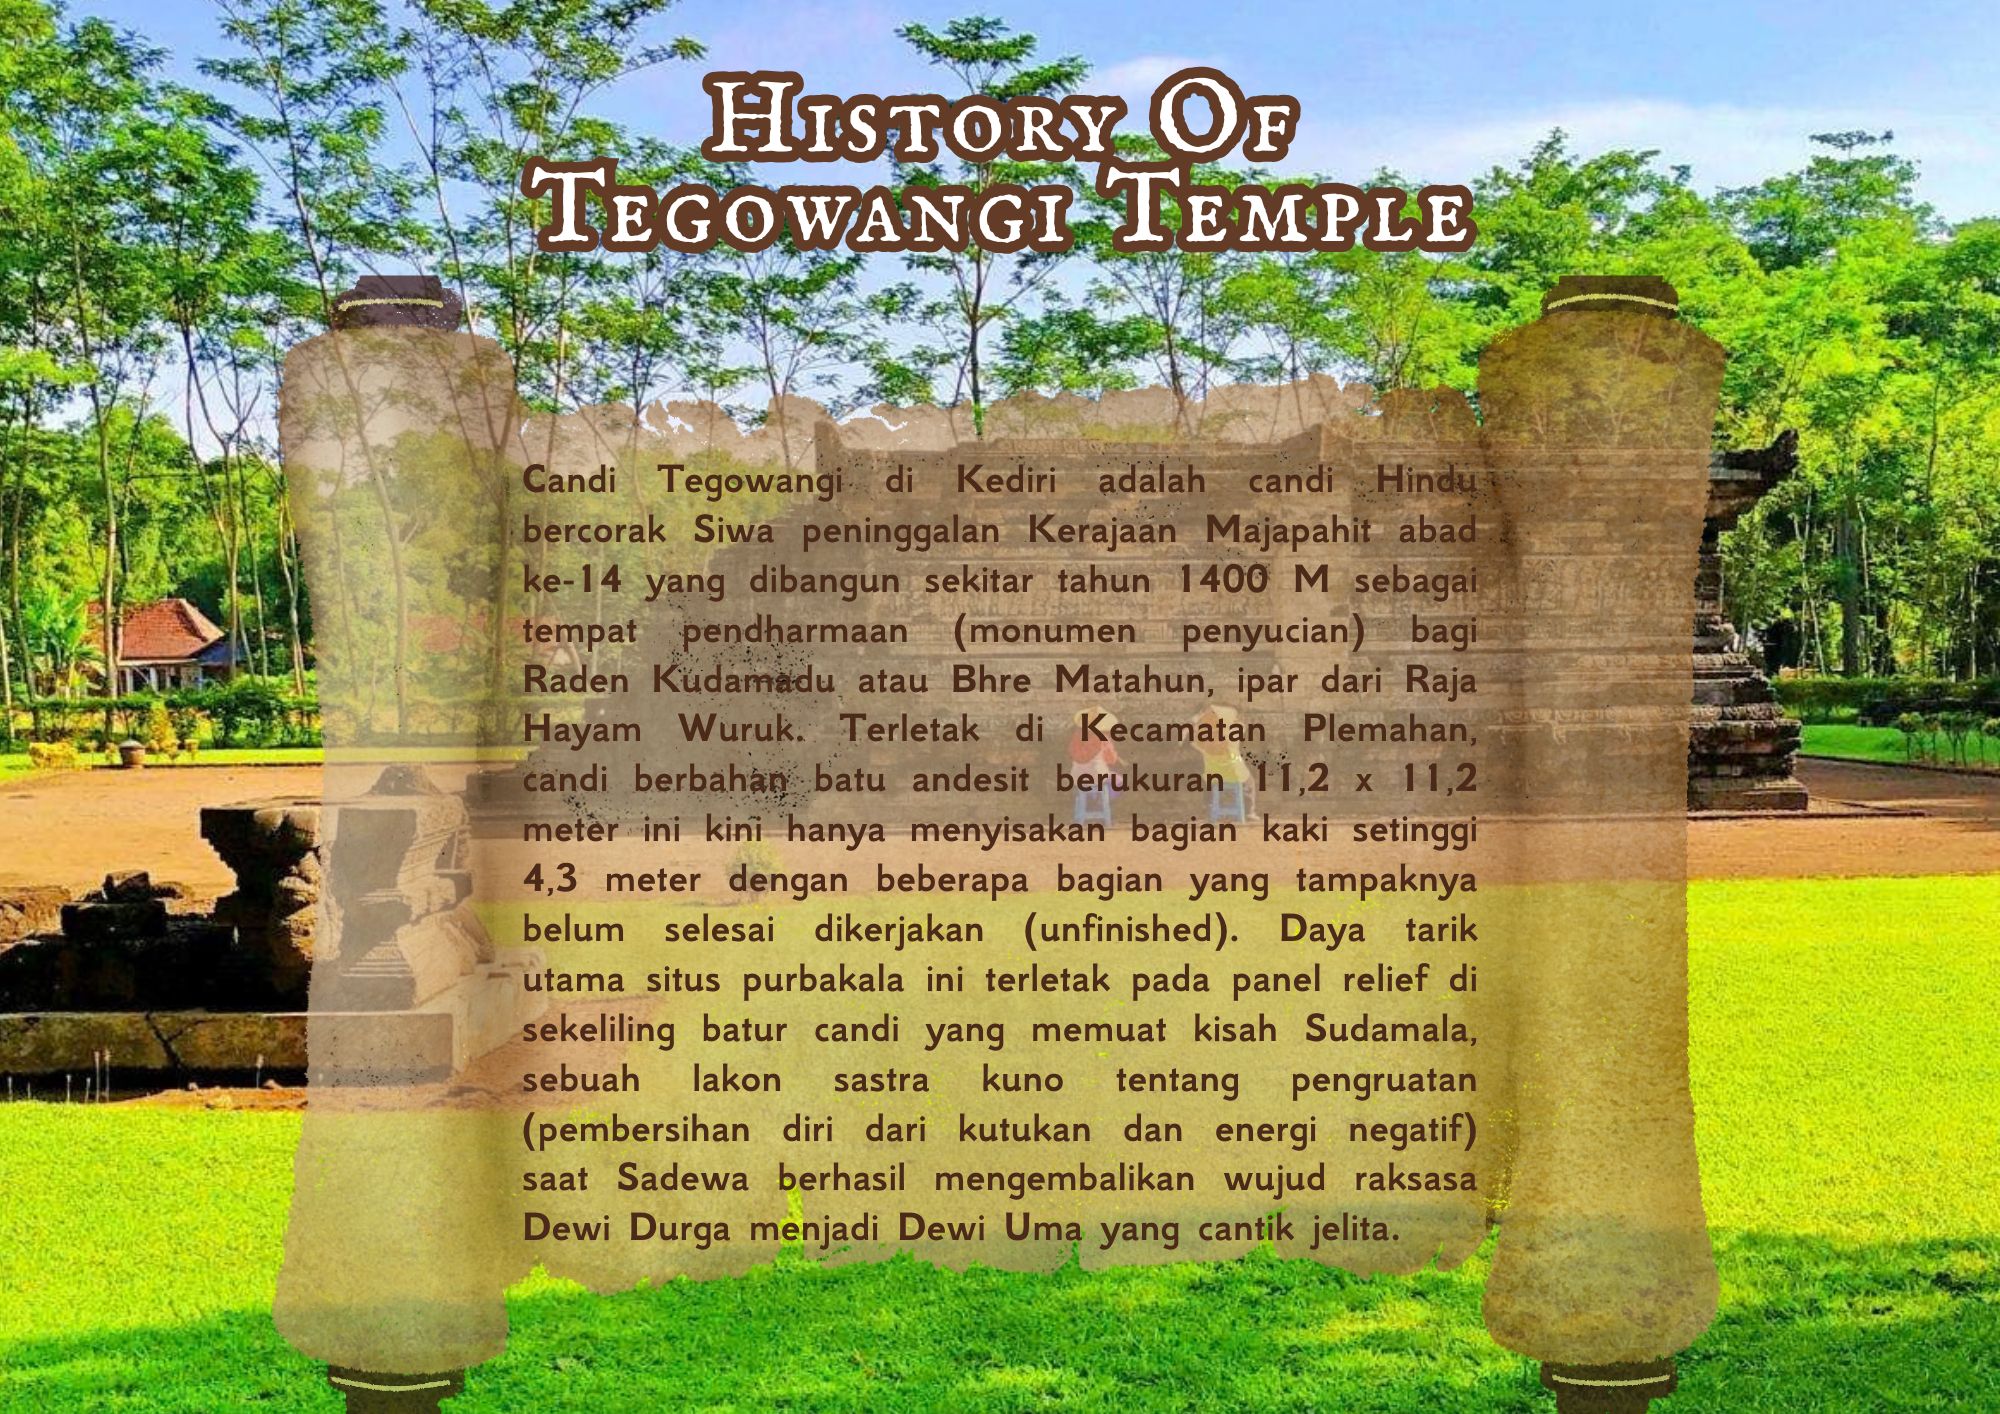 History Of
Tegowangi Temple
Candi Tegowangi di Kediri adalah candi Hindu
bercorak Siwa peninggalan Kerajaan Majapahit abad
ke-14 yang dibangun sekitar tahun 1400 M sebagai
tempat pendharmaan (monumen penyucian) bagi
Raden Kudamadu atau Bhre Matahun, ipar dari Raja
Hayam Wuruk. Terletak di Kecamatan Plemahan,
candi berbahan batu andesit berukuran 11,2 x 11,2
meter ini kini hanya menyisakan bagian kaki setinggi
4,3 meter dengan beberapa bagian yang tampaknya
belum selesai dikerjakan (unfinished). Daya tarik
utama situs purbakala ini terletak pada panel relief di
sekeliling batur candi yang memuat kisah Sudamala,
sebuah lakon sastra kuno tentang pengruatan
(pembersihan diri dari kutukan dan energi negatif)
saat Sadewa berhasil mengembalikan wujud raksasa
Dewi Durga menjadi Dewi Uma yang cantik jelita.